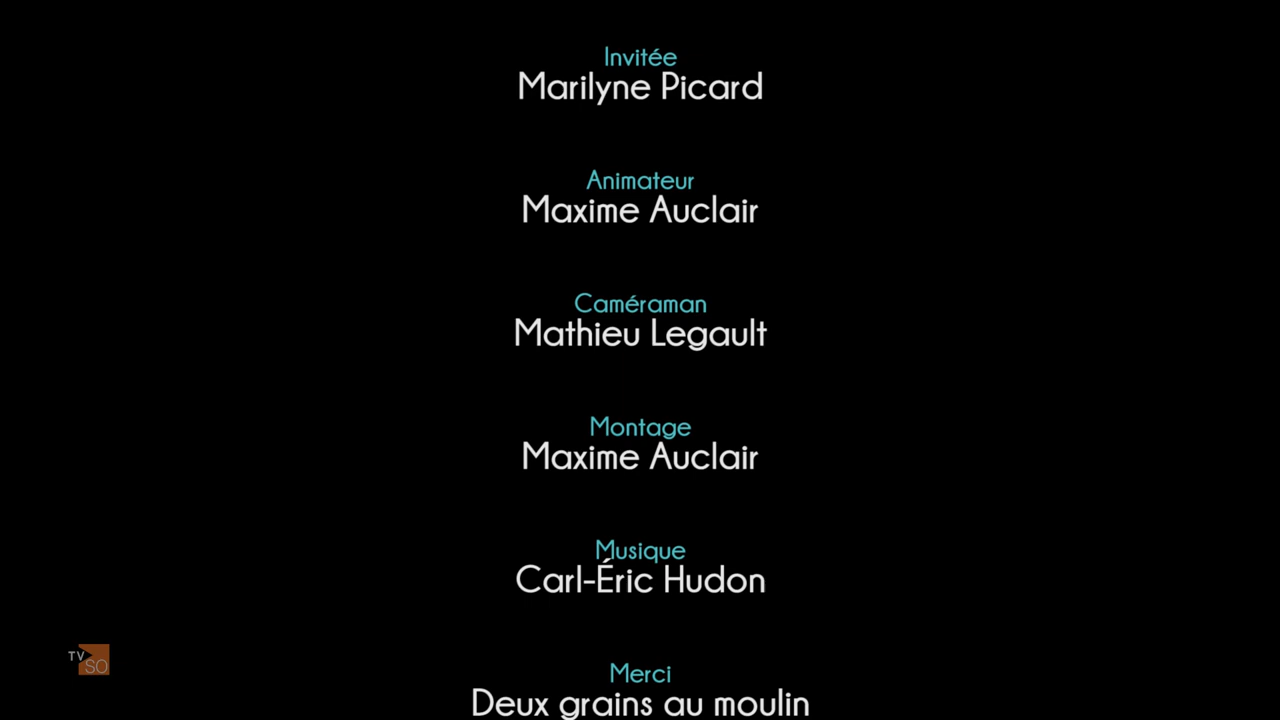 Invitée
Marilyne Picard
Animateur
Maxime Auclair
Caméraman
Mathieu Legault
Montage
Maxime Auclair
Musique
Carl-Éric Hudon
TV
SO
Merci
Deux grains au moulin